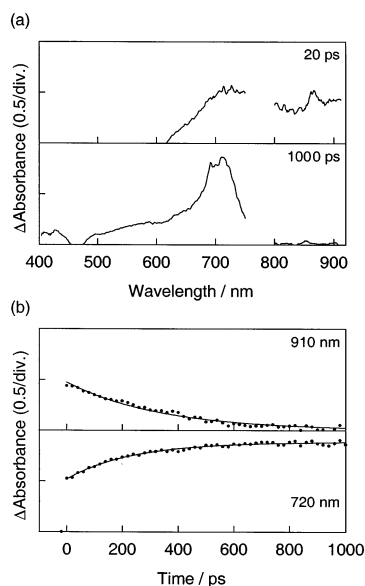 (a)
20 ps
1000 ps
ΔAbsorbance (0.5/div.)
400 500 600 700 800 900
Wavelength / nm
(b)
910 nm
720 nm
ΔAbsorbance (0.5/div.)
0 200 400 600 800 1000
Time / ps